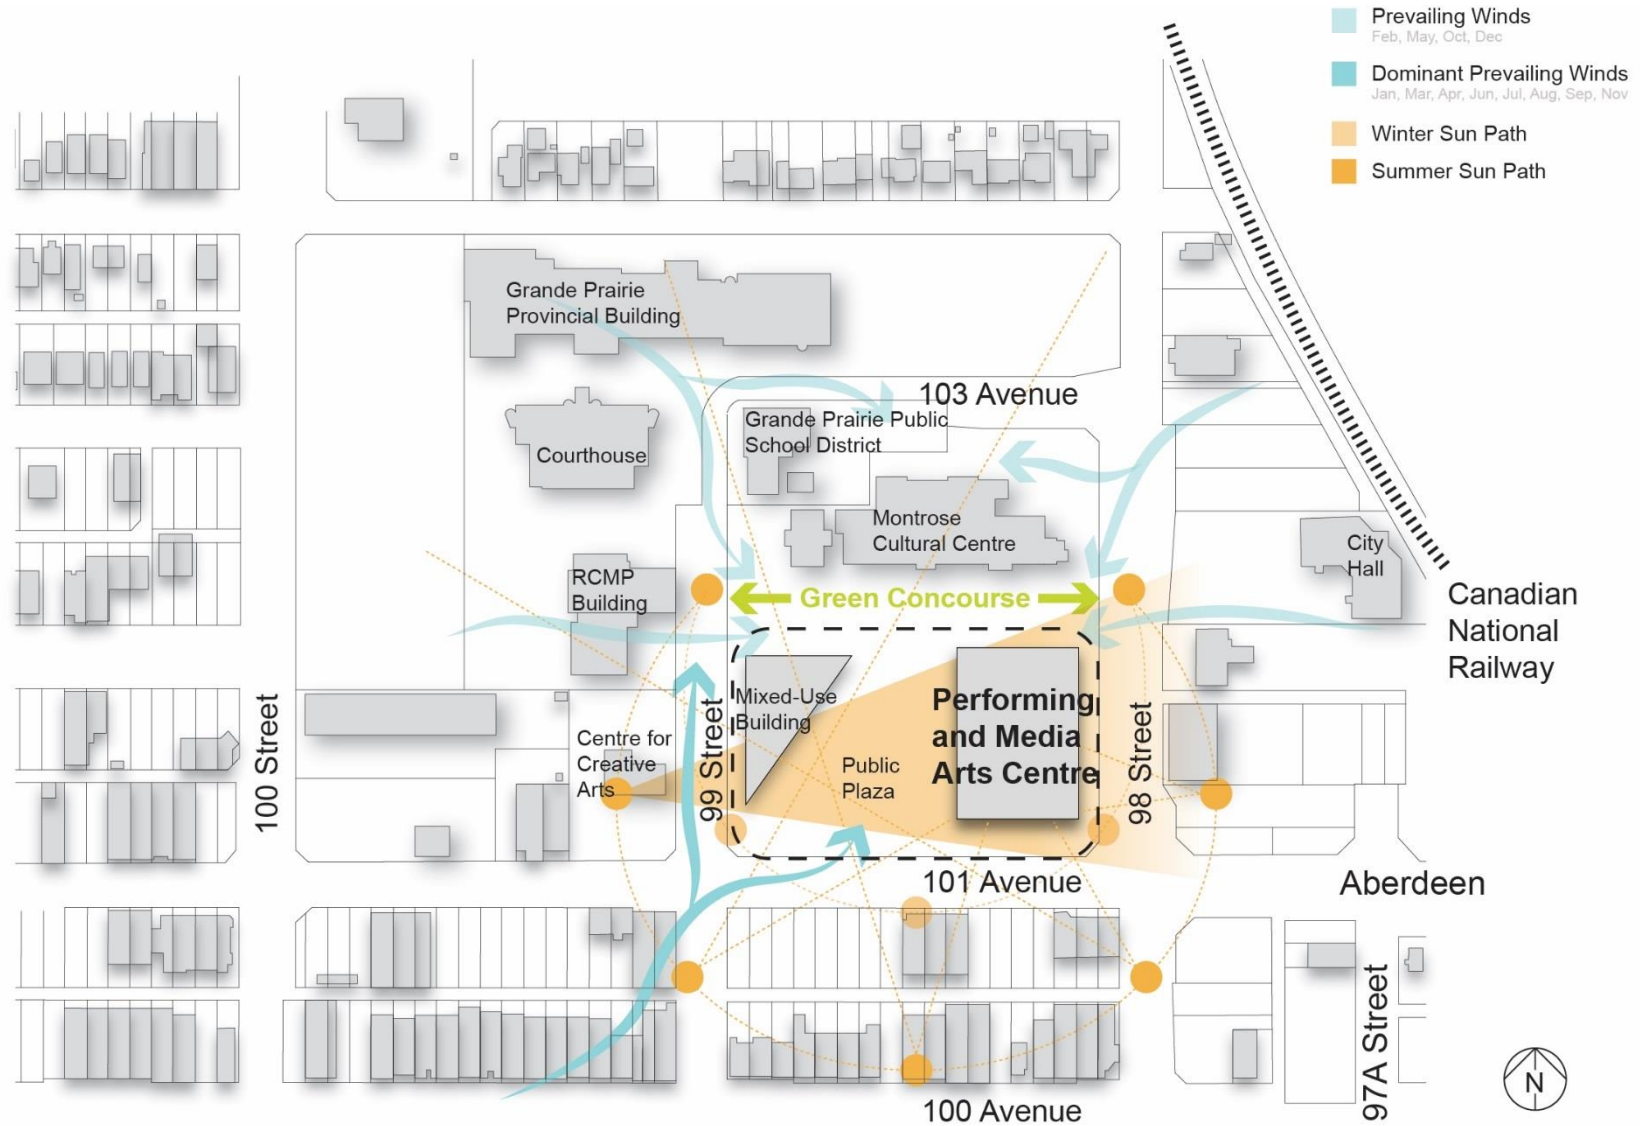 Prevailing Winds
Feb, May, Oct, Dec
Dominant Prevailing Winds
Jan, Mar, Apr, Jun, Jul, Aug, Sep, Nov
Winter Sun Path
Summer Sun Path
Grande Prairie
Provincial Building
103 Avenue
Grande Prairie Public
School District
Courthouse
Montrose
Cultural Centre
City
Hall
RCMP
Building
Green Concourse
Canadian
National
Railway
Mixed-Use
Building
Performing
and Media
Arts Centre
Public
Plaza
Centre for
Creative
Arts
100 Street
99 Street
98 Street
101 Avenue
Aberdeen
97A Street
100 Avenue
N